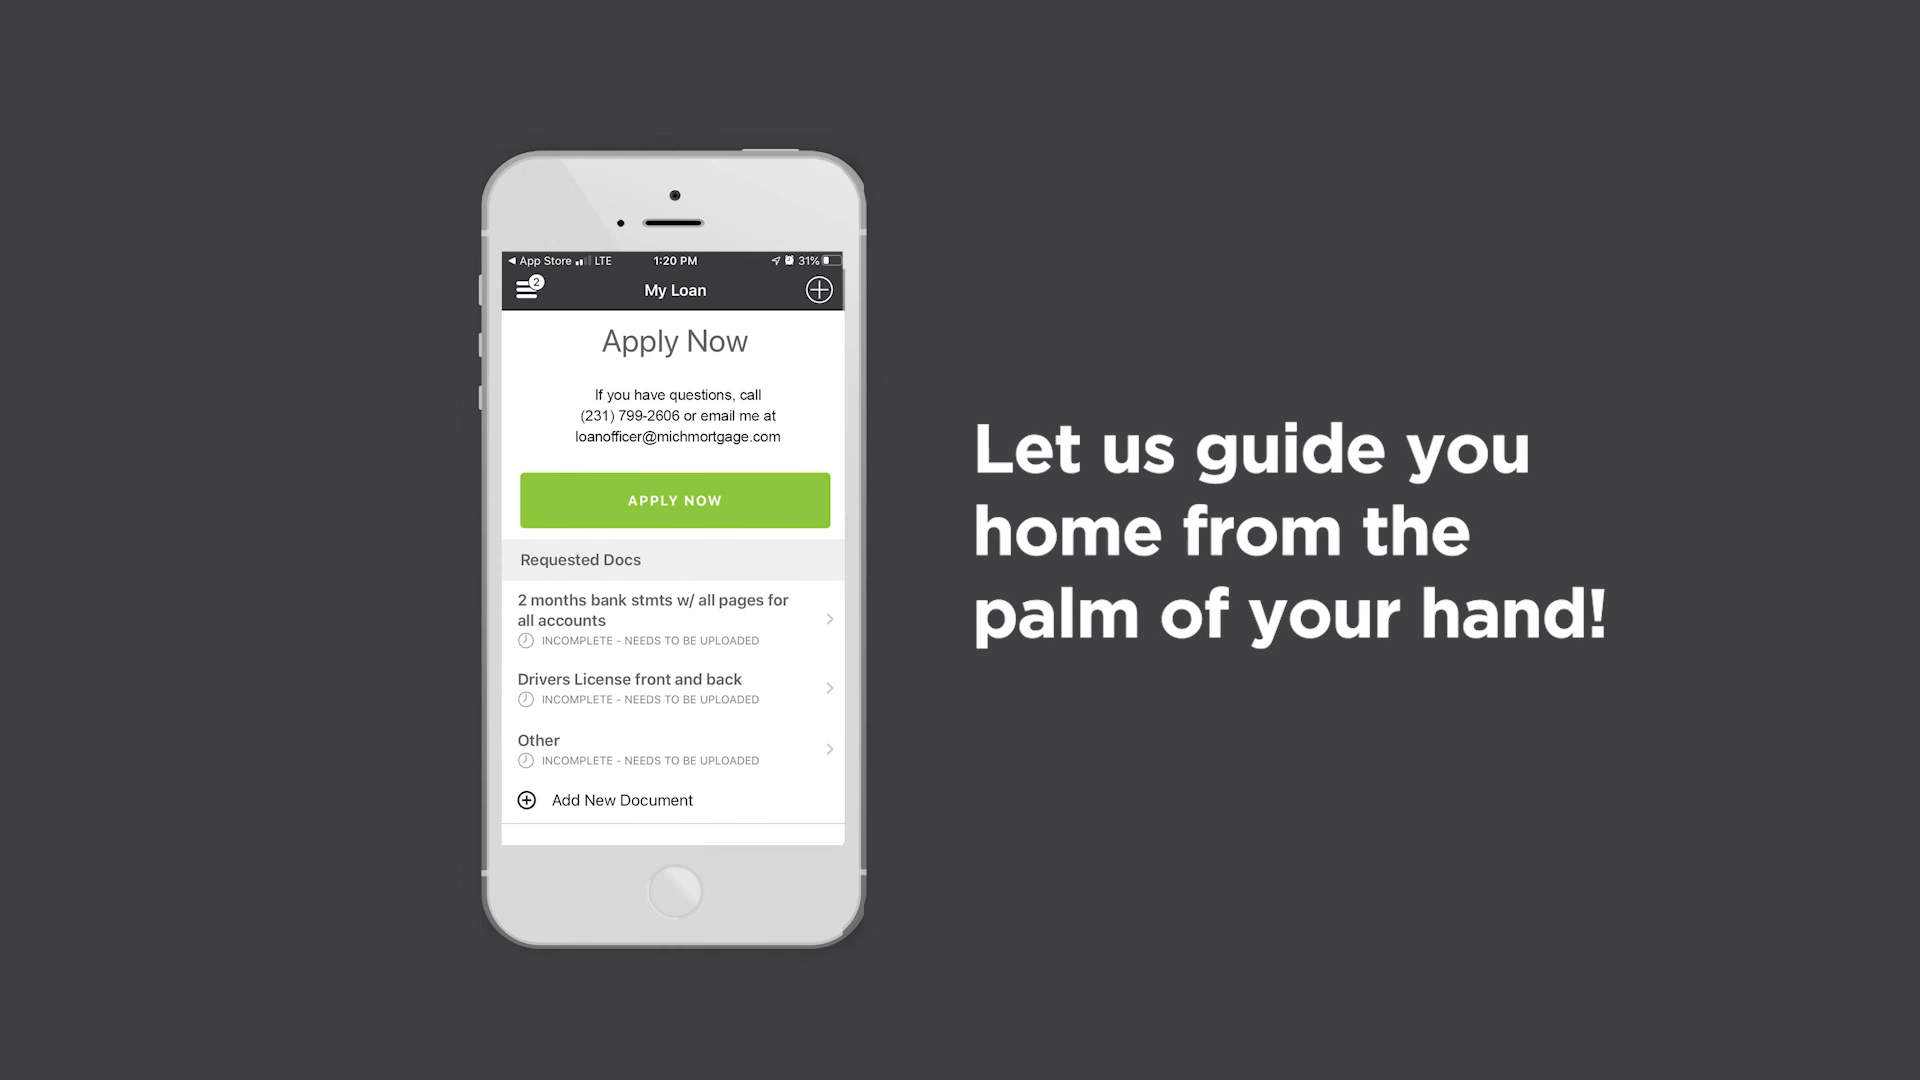 App Store LTE 1:20 PM 31%
2
My Loan
Apply Now
If you have questions, call
(231) 799-2606 or email me at
loanofficer@michmortgage.com
APPLY NOW
Requested Docs
2 months bank stmts w/ all pages for
all accounts
INCOMPLETE - NEEDS TO BE UPLOADED
Drivers License front and back
INCOMPLETE - NEEDS TO BE UPLOADED
Other
INCOMPLETE - NEEDS TO BE UPLOADED
Add New Document
Let us guide you
home from the
palm of your hand!